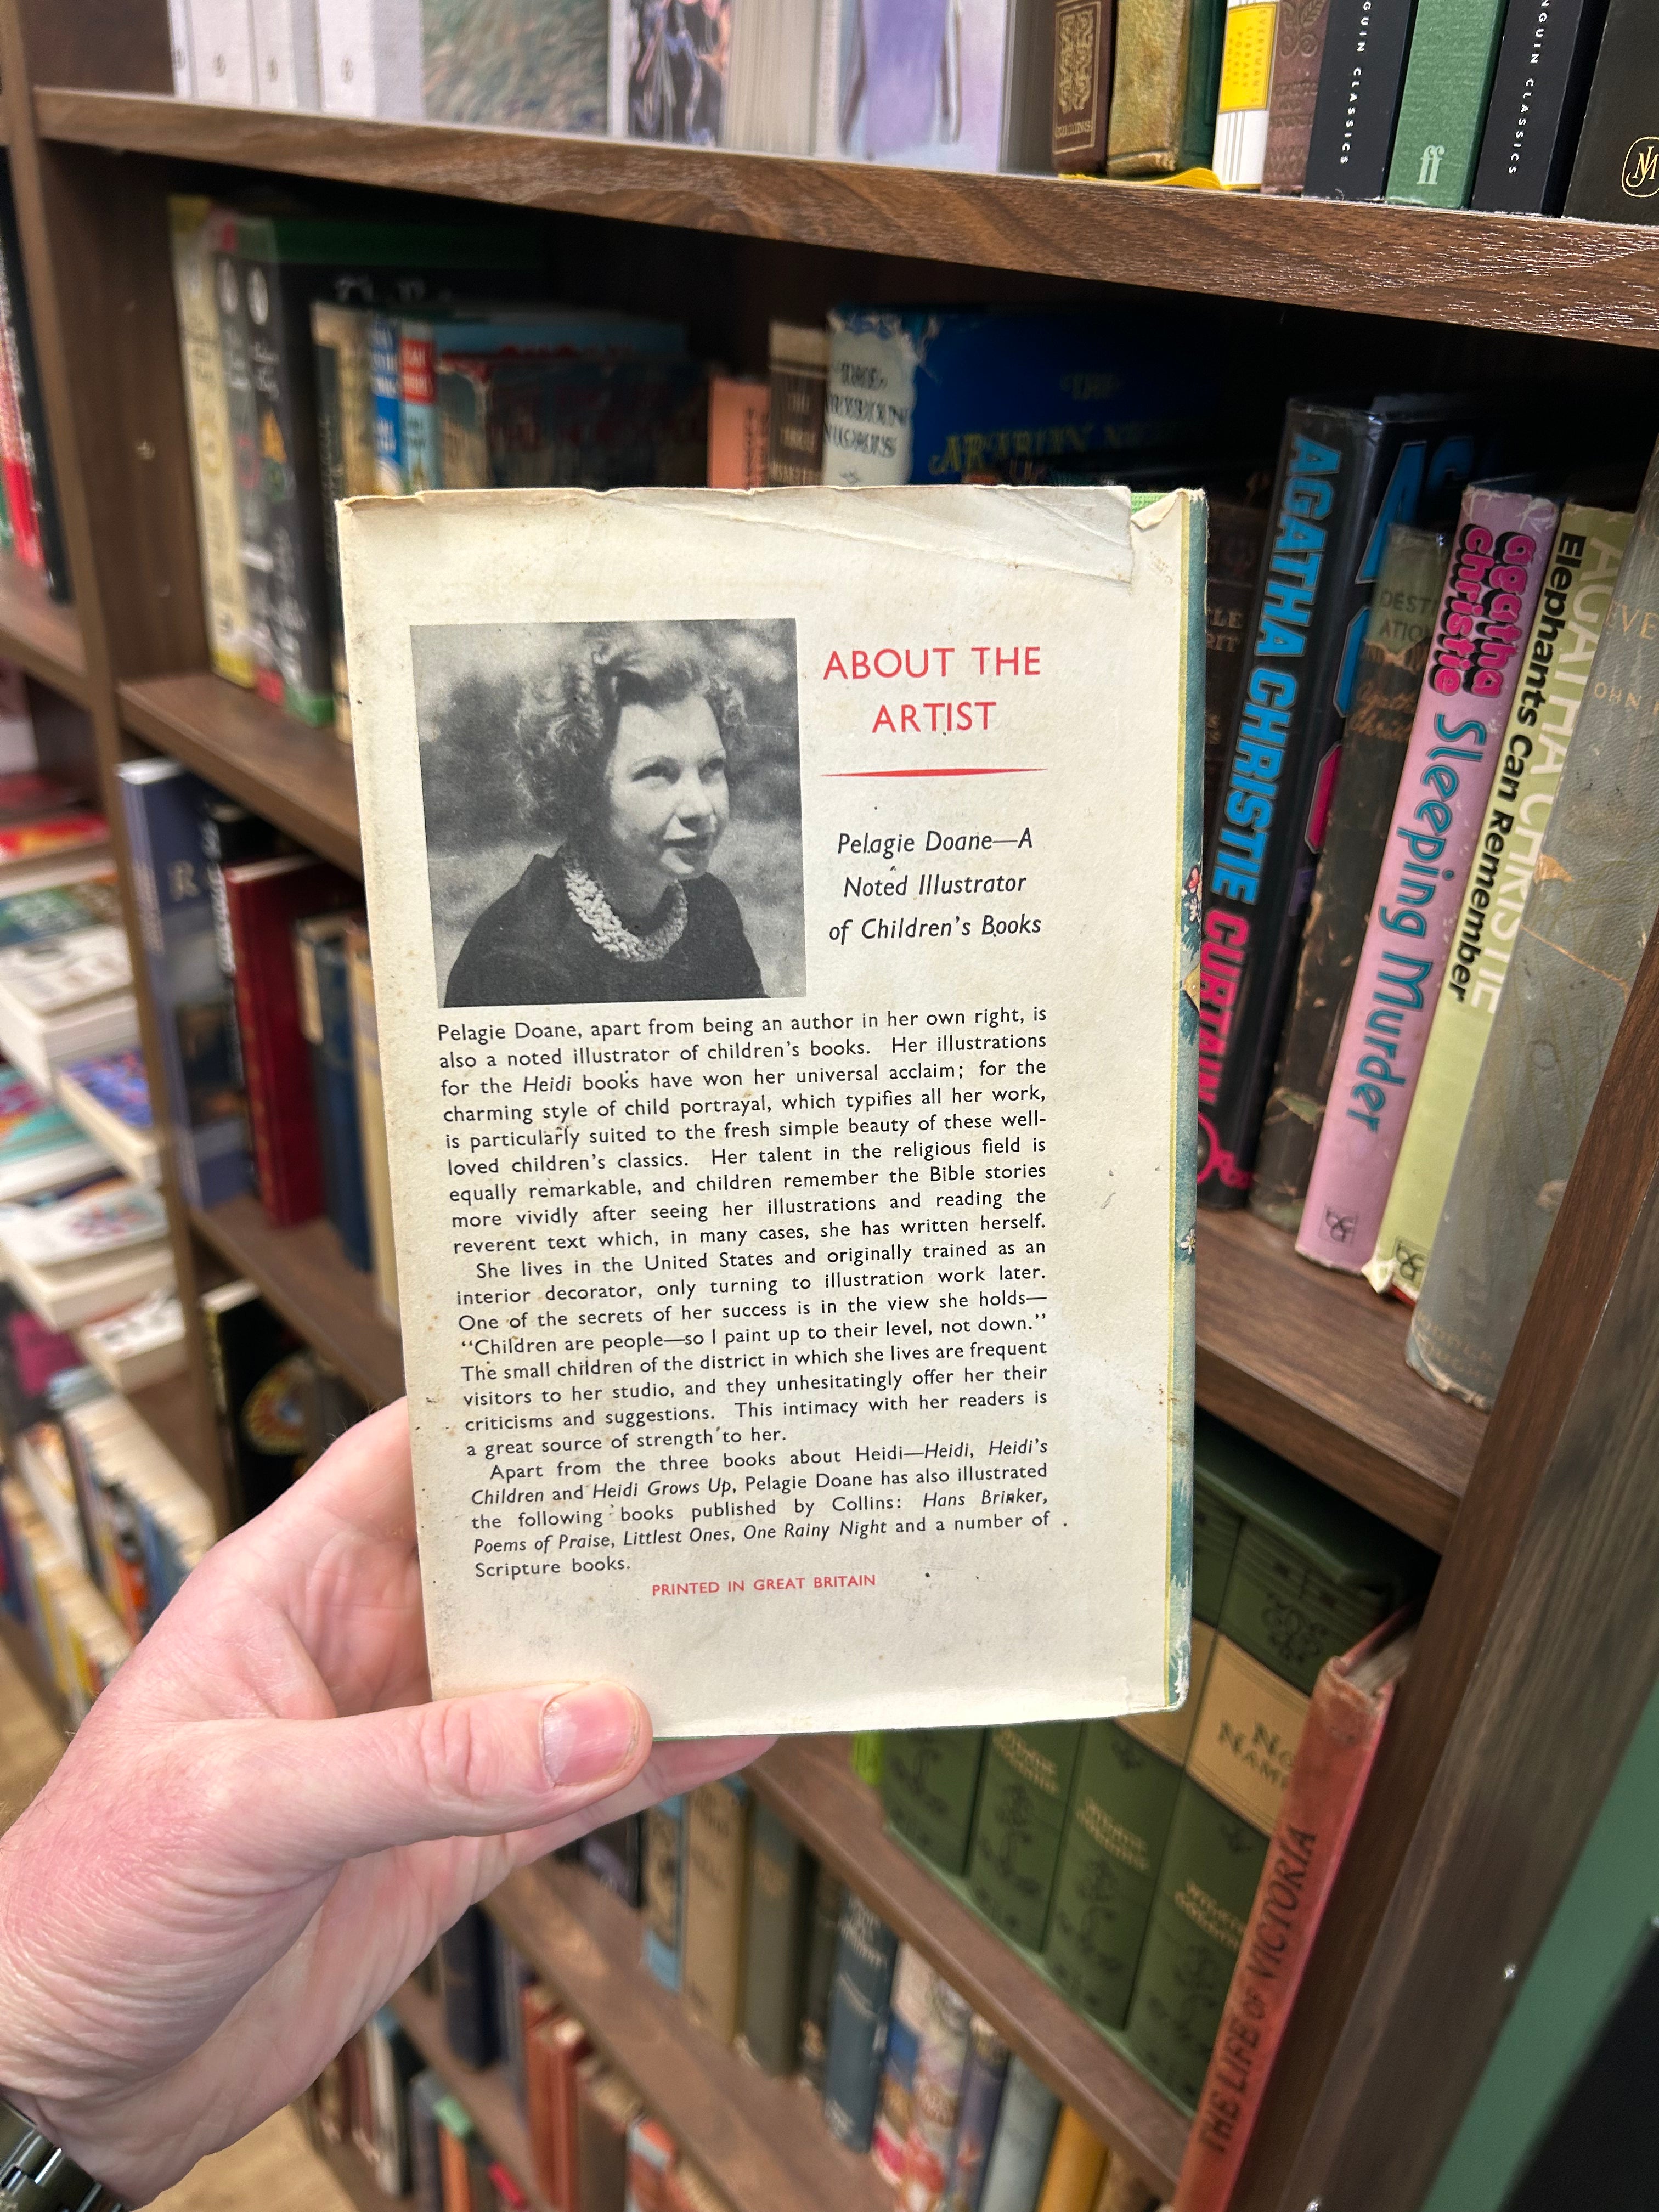 GUIN CLASSICS
ff
NGUIN CLASSICS
COLLINS
THE
ARABIAN
NIGHTS
THE
ARABIAN
AGATHA CHRISTIE CURTAIN
DESTI
ATION
agatha
christie
Sleeping Murder
AGATHA CHRISTIE
Elephants Can Remember
ABOUT THE
ARTIST
Pelagie Doane—A
Noted Illustrator
of Children's Books
Pelagie Doane, apart from being an author in her own right, is
also a noted illustrator of children's books. Her illustrations
for the Heidi books have won her universal acclaim; for the
charming style of child portrayal, which typifies all her work,
is particularly suited to the fresh simple beauty of these well-
loved children's classics. Her talent in the religious field is
equally remarkable, and children remember the Bible stories
more vividly after seeing her illustrations and reading the
reverent text which, in many cases, she has written herself.
She lives in the United States and originally trained as an
interior decorator, only turning to illustration work later.
One of the secrets of her success is in the view she holds—
“Children are people—so I paint up to their level, not down.”
The small children of the district in which she lives are frequent
visitors to her studio, and they unhesitatingly offer her their
criticisms and suggestions. This intimacy with her readers is
a great source of strength to her.
Apart from the three books about Heidi—Heidi, Heidi's
Children and Heidi Grows Up, Pelagie Doane has also illustrated
the following books published by Collins: Hans Brinker,
Poems of Praise, Littlest Ones, One Rainy Night and a number of
Scripture books.
PRINTED IN GREAT BRITAIN
No
NAME
THE LIFE OF VICTORIA